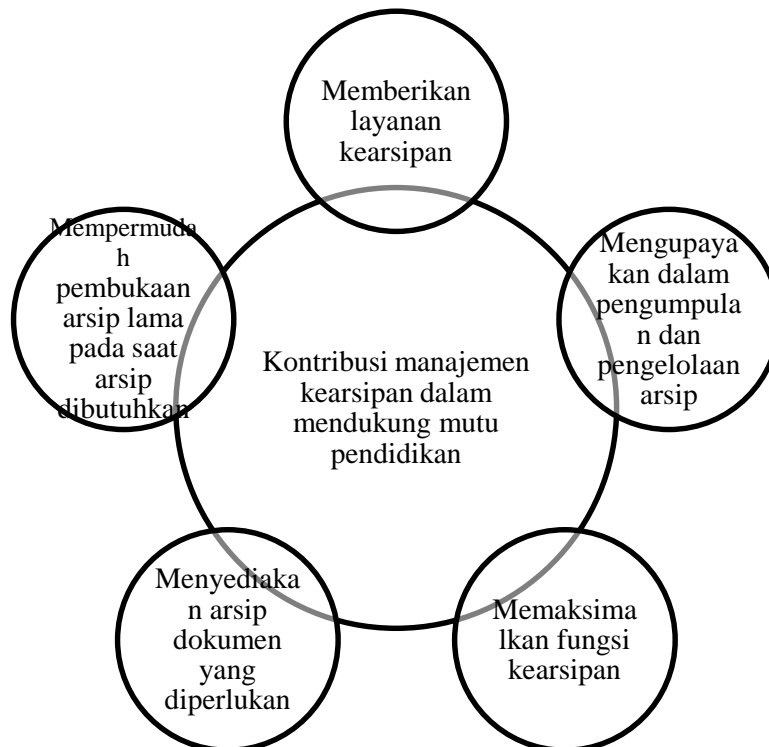 Memberikan
layanan
kearsipan
Mengupaya
kan dalam
pengumpula
n dan
pengelolaan
arsip
Memaksima
lkan fungsi
kearsipan
Menyediaka
n arsip
dokumen
yang
diperlukan
Mempermuda
h
pembukaan
arsip lama
pada saat
arsip
dibutuhkan
Kontribusi manajemen
kearsipan dalam
mendukung mutu
pendidikan